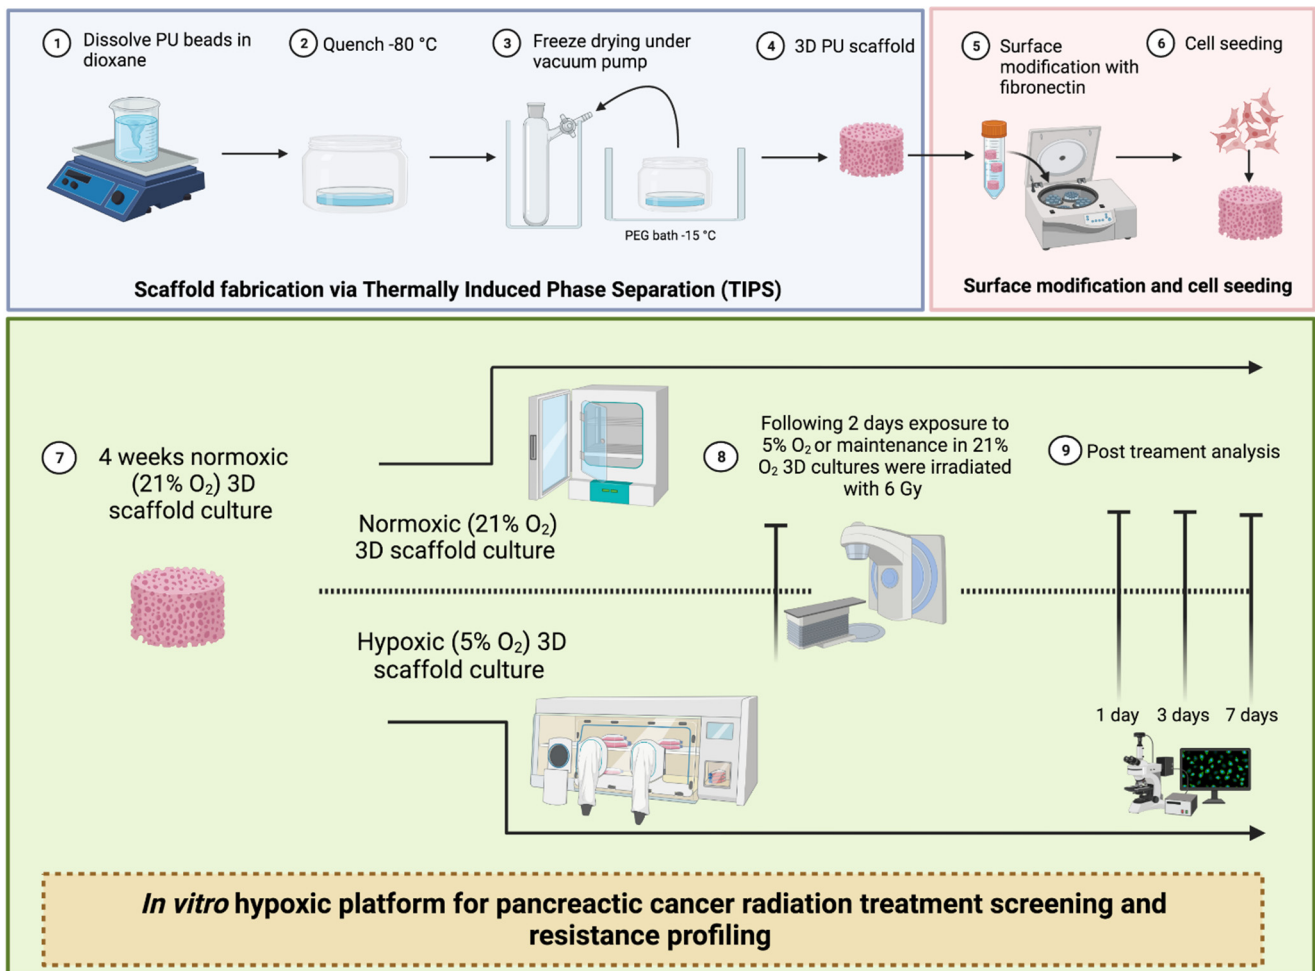 1
Dissolve PU beads in
dioxane
2
Quench -80 °C
3
Freeze drying under
vacuum pump
4
3D PU scaffold
PEG bath -15 °C
Scaffold fabrication via Thermally Induced Phase Separation (TIPS)
5
Surface
modification with
fibronectin
6
Cell seeding
Surface modification and cell seeding
7
4 weeks normoxic
(21% O₂) 3D
scaffold culture
Normoxic (21% O₂)
3D scaffold culture
Hypoxic (5% O₂) 3D
scaffold culture
8
Following 2 days exposure to
5% O₂ or maintenance in 21%
O₂ 3D cultures were irradiated
with 6 Gy
9
Post treament analysis
1 day 3 days 7 days
In vitro hypoxic platform for pancreactic cancer radiation treatment screening and
resistance profiling